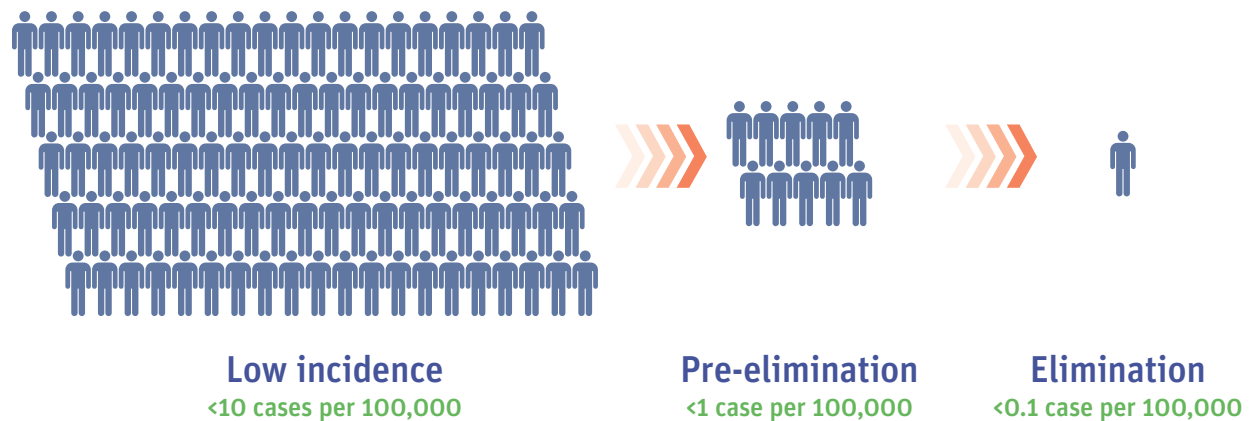 Low incidence
<10 cases per 100,000
Pre-elimination
<1 case per 100,000
Elimination
<0.1 case per 100,000